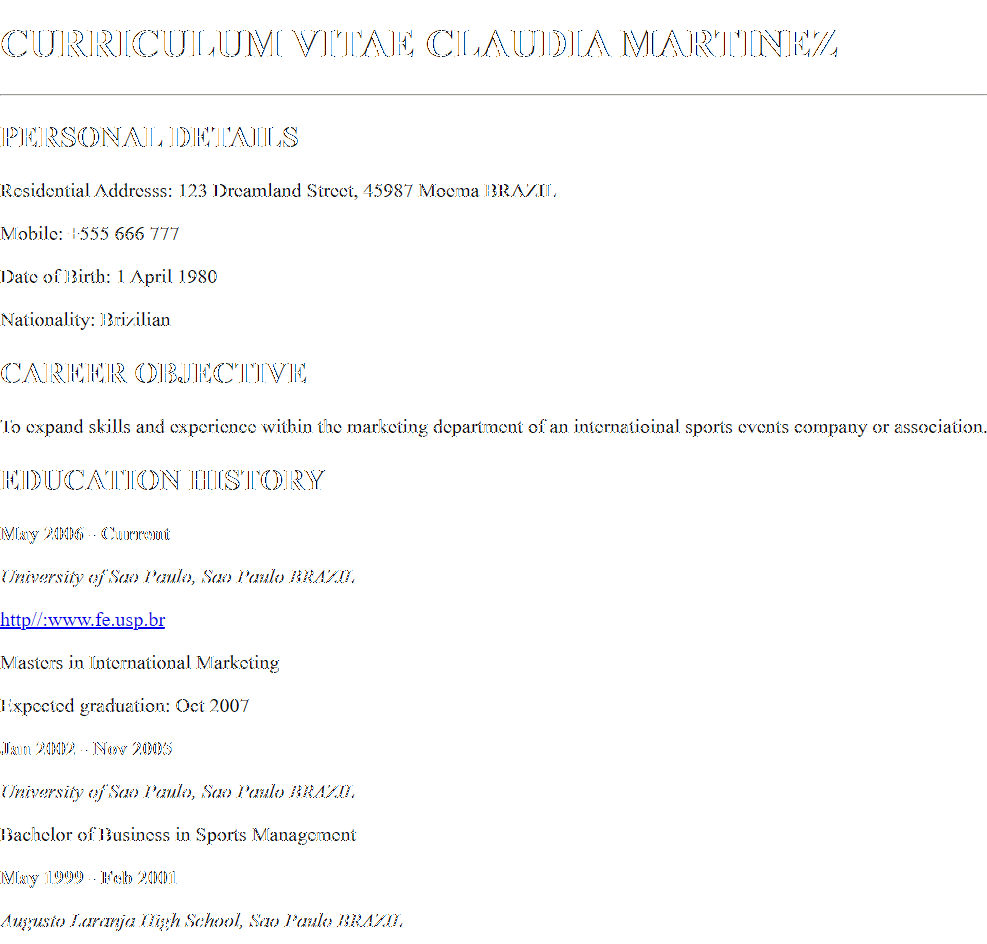 CURRICULUM VITAE CLAUDIA MARTINEZ
PERSONAL DETAILS
Residential Addresss: 123 Dreamland Street, 45987 Moema BRAZIL
Mobile: +555 666 777
Date of Birth: 1 April 1980
Nationality: Brizilian
CAREER OBJECTIVE
To expand skills and experience within the marketing department of an internatioinal sports events company or association.
EDUCATION HISTORY
May 2006 - Current
University of Sao Paulo, Sao Paulo BRAZIL
http//:www.fe.usp.br
Masters in International Marketing
Expected graduation: Oct 2007
Jan 2002 - Nov 2005
University of Sao Paulo, Sao Paulo BRAZIL
Bachelor of Business in Sports Management
May 1999 - Feb 2001
Augusto Laranja High School, Sao Paulo BRAZIL